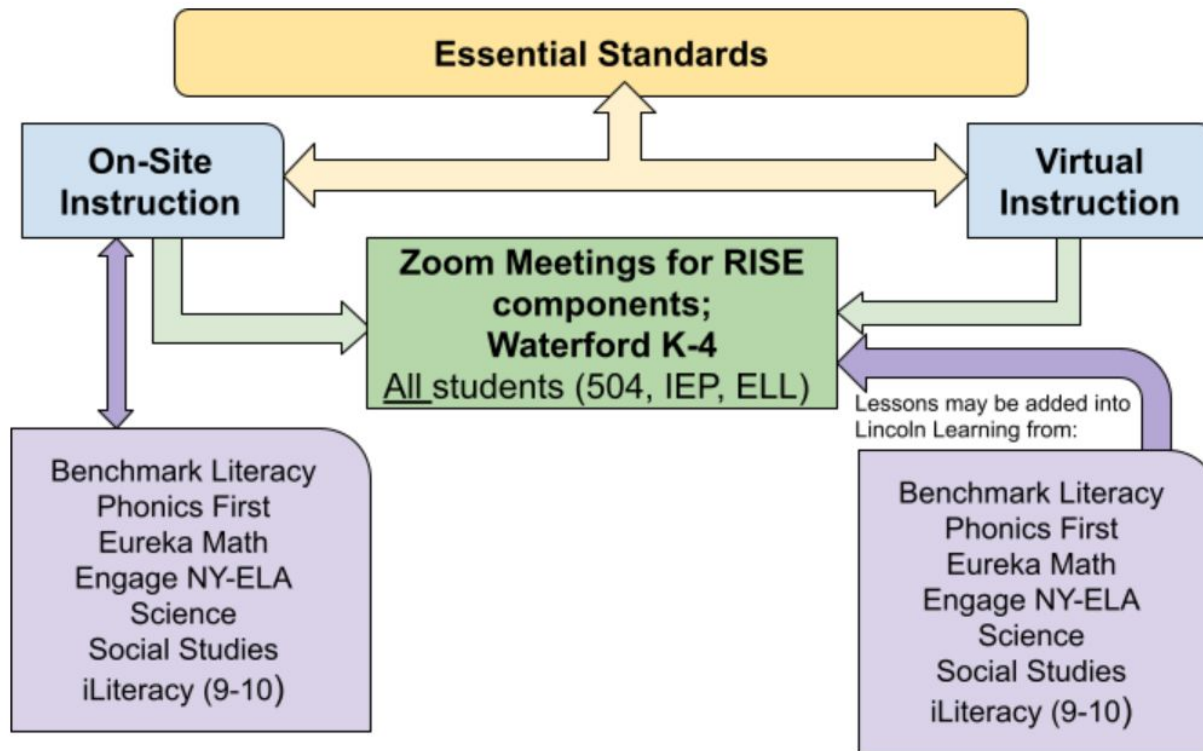 Essential Standards
On-Site
Instruction
Virtual
Instruction
Zoom Meetings for RISE
components;
Waterford K-4
All students (504, IEP, ELL)
Lessons may be added into
Lincoln Learning from:
Benchmark Literacy
Phonics First
Eureka Math
Engage NY-ELA
Science
Social Studies
iLiteracy (9-10)
Benchmark Literacy
Phonics First
Eureka Math
Engage NY-ELA
Science
Social Studies
iLiteracy (9-10)